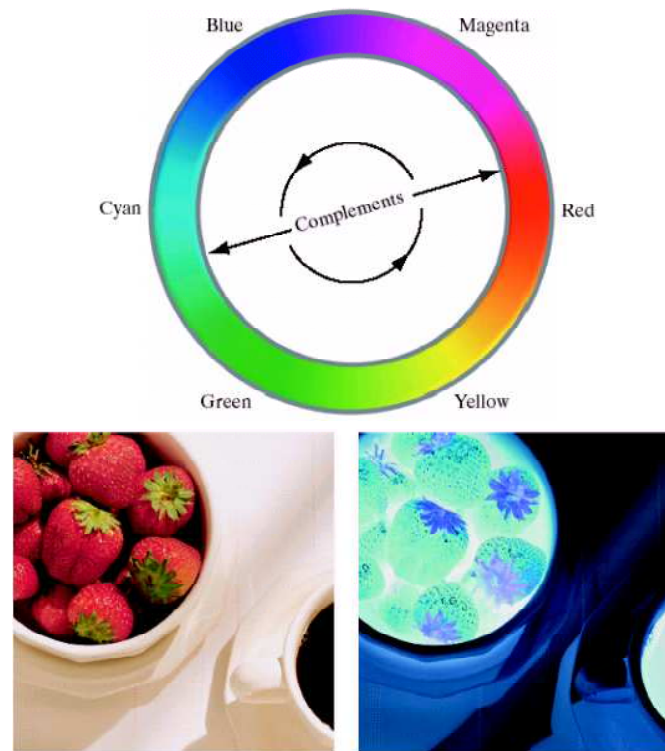 Blue
Magenta
Cyan
Complements
Red
Green
Yellow